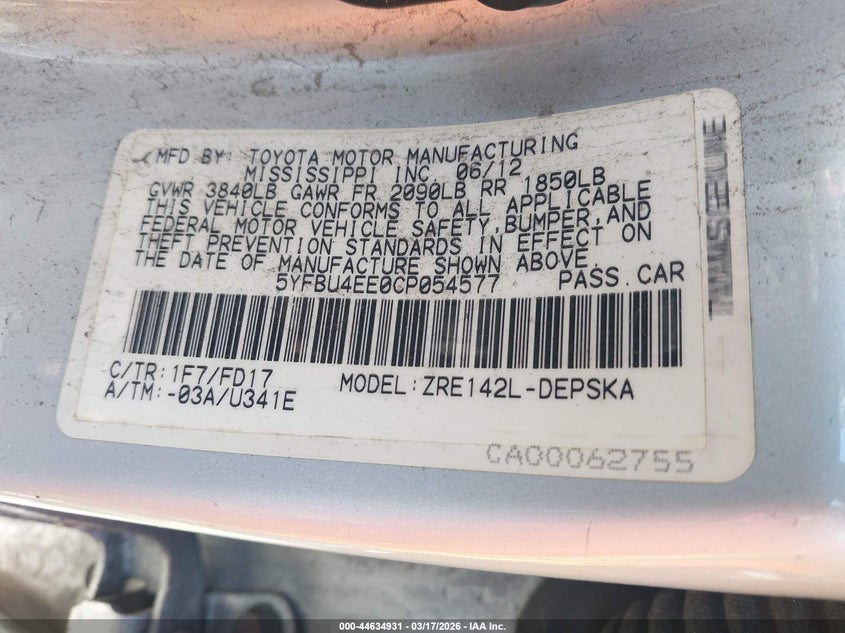 MFD BY: TOYOTA MOTOR MANUFACTURING
MISSISSIPPI INC. 06/12
GVWR 3840LB GAWR FR 2090LB RR 1850LB
THIS VEHICLE CONFORMS TO ALL APPLICABLE
FEDERAL MOTOR VEHICLE SAFETY, BUMPER, AND
THEFT PREVENTION STANDARDS IN EFFECT ON
THE DATE OF MANUFACTURE SHOWN ABOVE.
5YFBU4EE0CP054577 PASS.CAR
C/TR:1F7/FD17 MODEL:ZRE142L-DEPSKA
A/TM:-03A/U341E
CA00062755
000-44634931 | 03/17/2026 | IAA Inc.